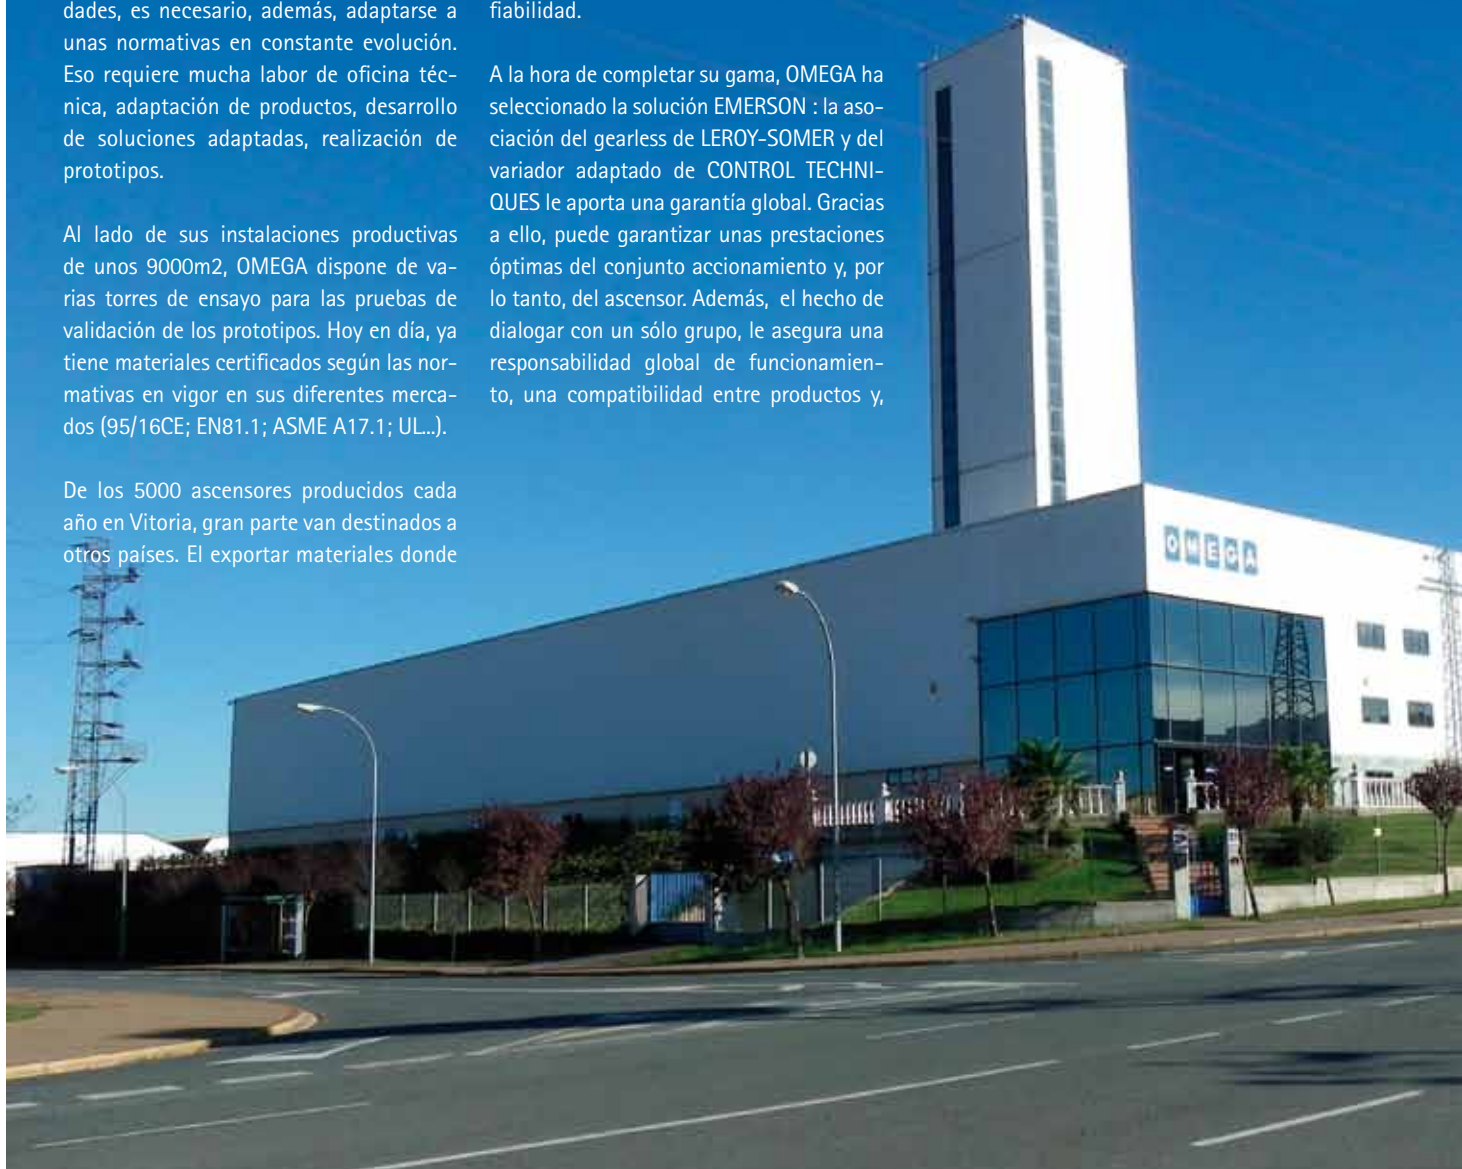 dades, es necesario, además, adaptarse a
unas normativas en constante evolución.
Eso requiere mucha labor de oficina téc-
nica, adaptación de productos, desarrollo
de soluciones adaptadas, realización de
prototipos.
Al lado de sus instalaciones productivas
de unos 9000m2, OMEGA dispone de va-
rias torres de ensayo para las pruebas de
validación de los prototipos. Hoy en día, ya
tiene materiales certificados según las nor-
mativas en vigor en sus diferentes merca-
dos (95/16CE; EN81.1; ASME A17.1; UL...).
De los 5000 ascensores producidos cada
año en Vitoria, gran parte van destinados a
otros países. El exportar materiales donde
fiabilidad.
A la hora de completar su gama, OMEGA ha
seleccionado la solución EMERSON : la aso-
ciación del gearless de LEROY-SOMER y del
variador adaptado de CONTROL TECHNI-
QUES le aporta una garantía global. Gracias
a ello, puede garantizar unas prestaciones
óptimas del conjunto accionamiento y, por
lo tanto, del ascensor. Además, el hecho de
dialogar con un sólo grupo, le asegura una
responsabilidad global de funcionamien-
to, una compatibilidad entre productos y,
OMEGA